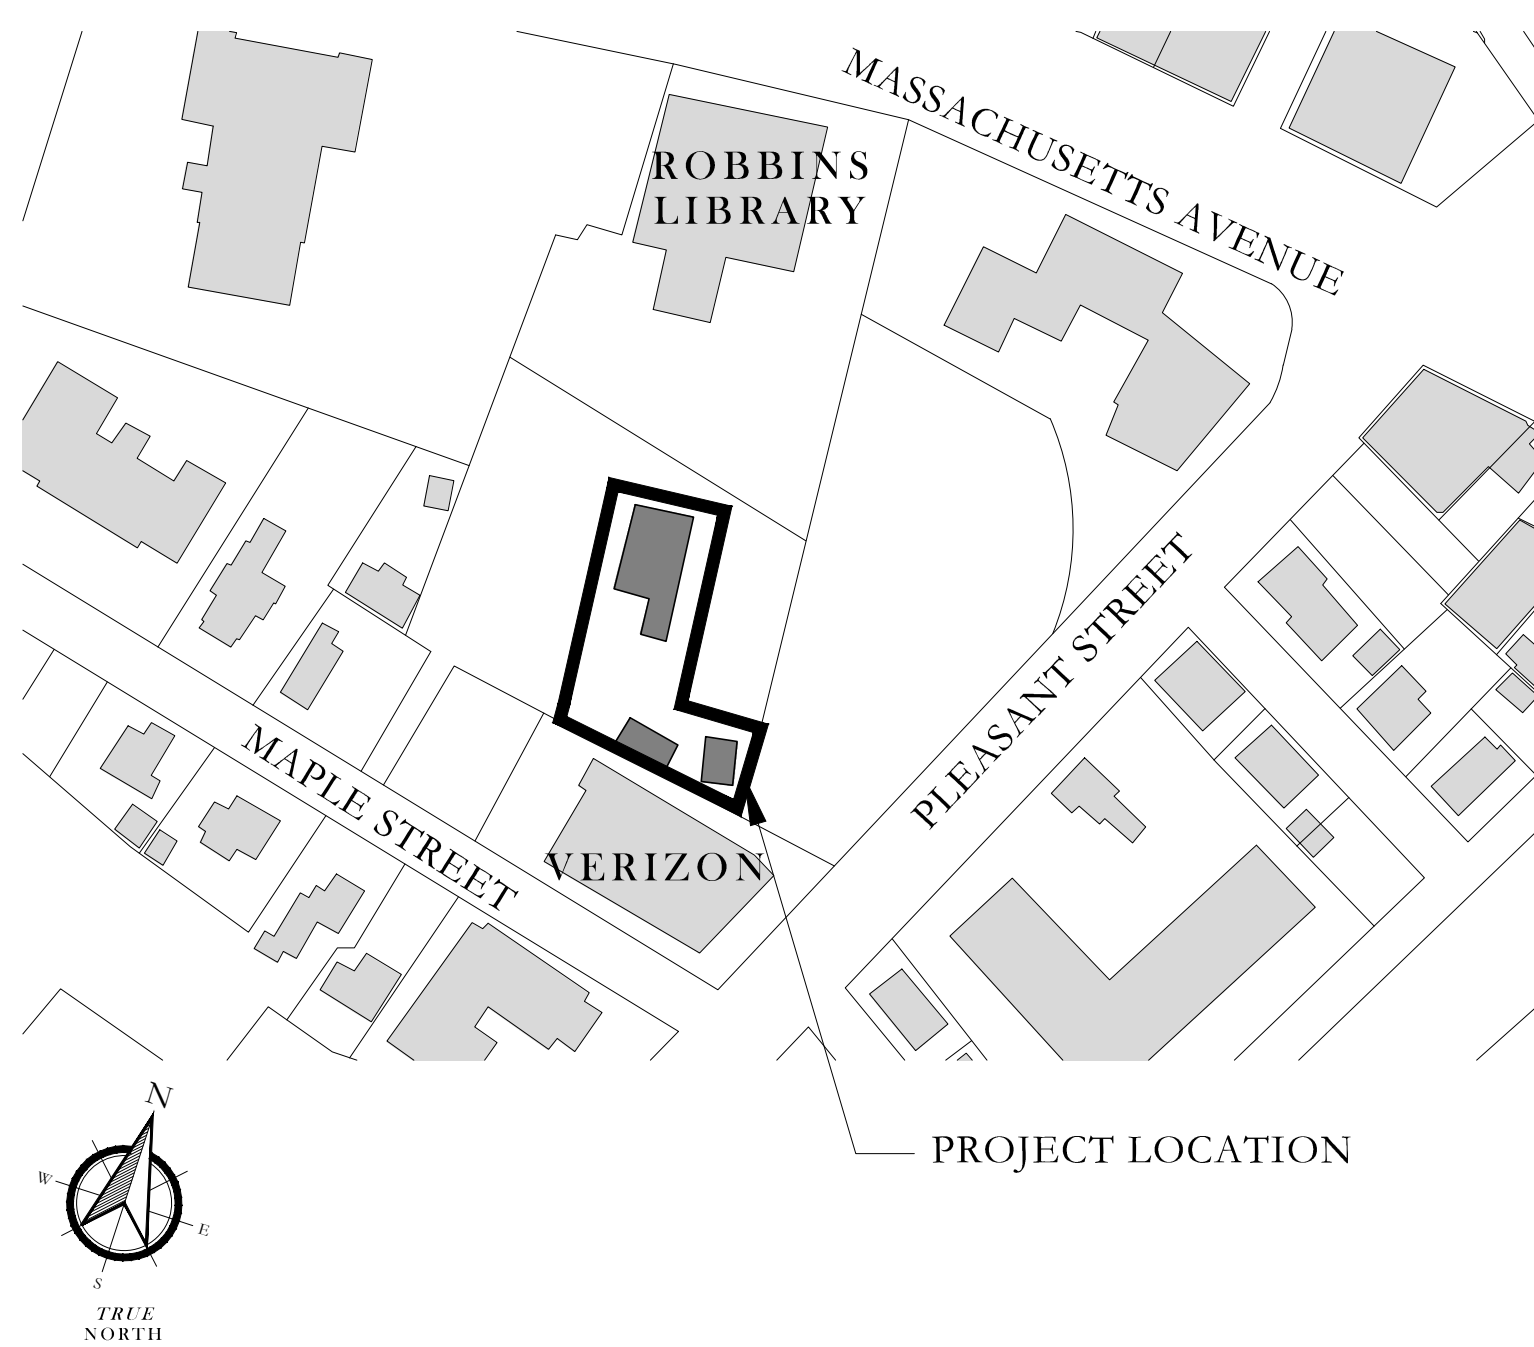 MASSACHUSETTS AVENUE
ROBBINS
LIBRARY
PLEASANT STREET
MAPLE STREET
VERIZON
PROJECT LOCATION
N
W
E
S
TRUE
NORTH